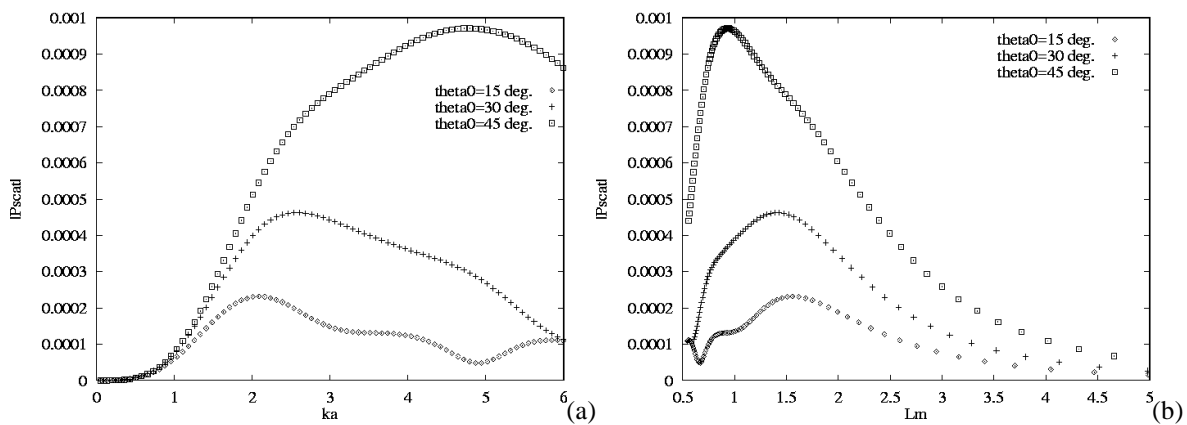 0.001
0.0009
0.0008
0.0007
0.0006
0.0005
0.0004
0.0003
0.0002
0.0001
0
|Pscat|
theta0=15 deg.
theta0=30 deg.
theta0=45 deg.
0 1 2 3 4 5 6
ka
(a)
0.001
0.0009
0.0008
0.0007
0.0006
0.0005
0.0004
0.0003
0.0002
0.0001
0
|Pscat|
theta0=15 deg.
theta0=30 deg.
theta0=45 deg.
0.5 1 1.5 2 2.5 3 3.5 4 4.5 5
Lm
(b)